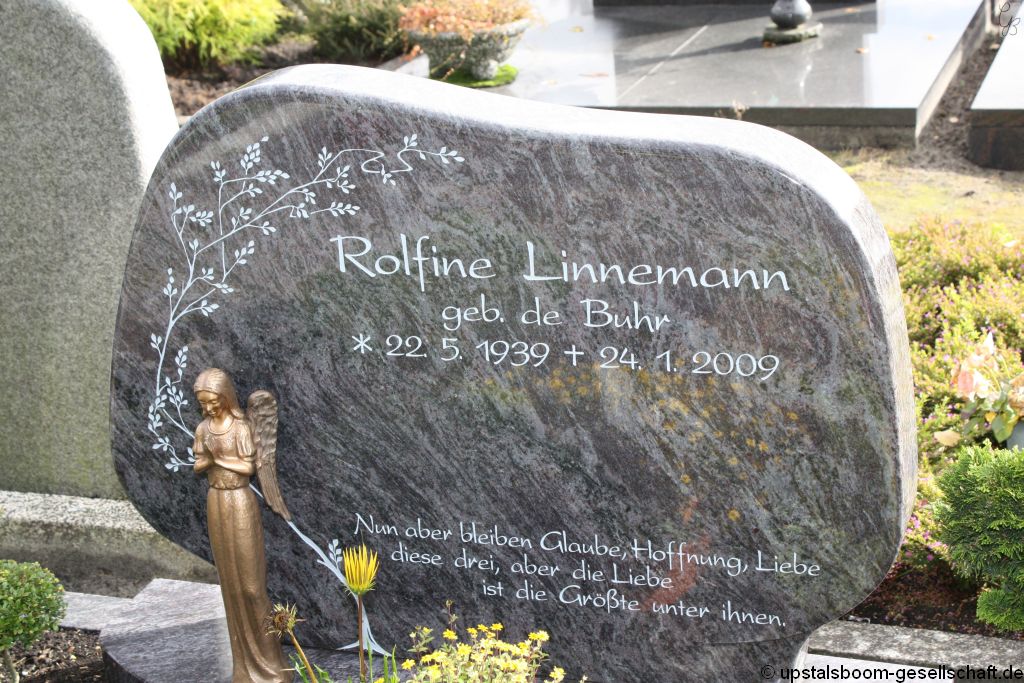 Rolfine Linnemann
geb. de Buhr
* 22. 5. 1939 † 24. 1. 2009
Nun aber bleiben Glaube, Hoffnung, Liebe
diese drei, aber die Liebe
ist die Größte unter ihnen.
© upstalsboom-gesellschaft.de